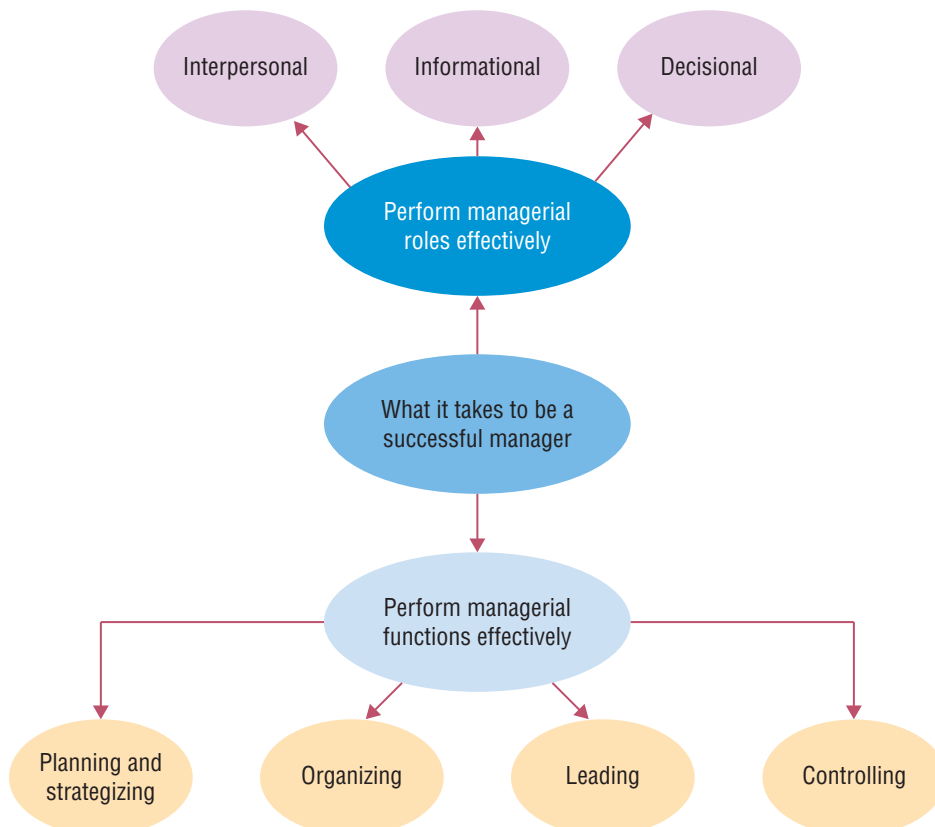 Interpersonal
Informational
Decisional
Perform managerial
roles effectively
What it takes to be a
successful manager
Perform managerial
functions effectively
Planning and
strategizing
Organizing
Leading
Controlling